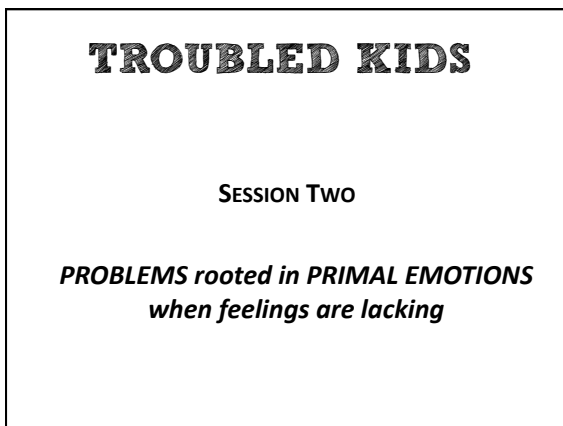 TROUBLED KIDS
SESSION TWO
PROBLEMS rooted in PRIMAL EMOTIONS
when feelings are lacking